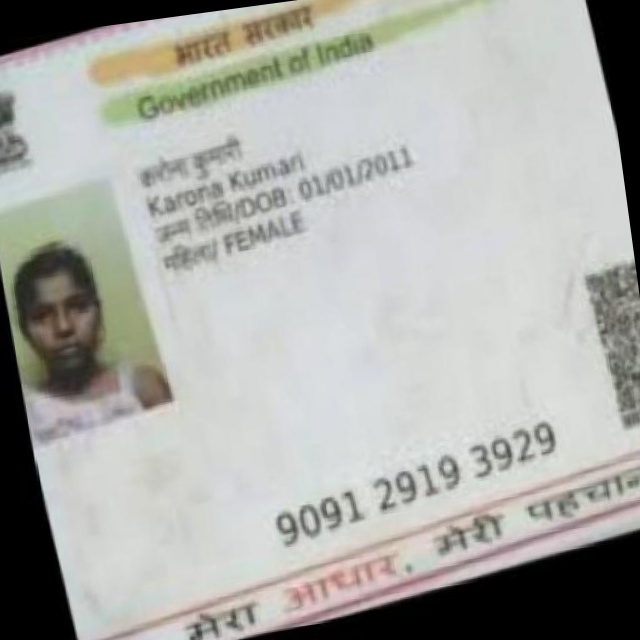 भारत सरकार
Government of India
कुमारी
Karona Kumari
जन्म तिथि/DOB: 01/01/2011
महिला/ FEMALE
9091 2919 3929
मेरा आधार, मेरी पहचान